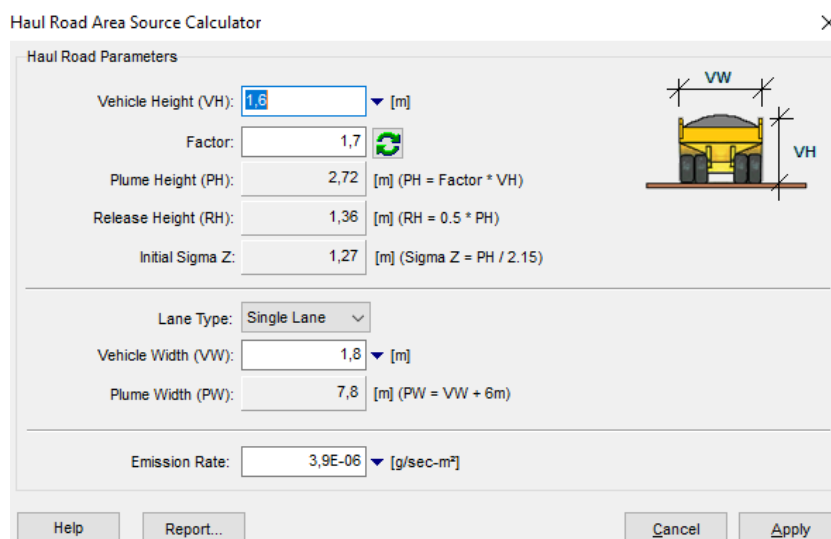 Haul Road Area Source Calculator
Haul Road Parameters
Vehicle Height (VH): 1,6 [m]
Factor: 1,7
Plume Height (PH): 2,72 [m] (PH = Factor * VH)
Release Height (RH): 1,36 [m] (RH = 0.5 * PH)
Initial Sigma Z: 1,27 [m] (Sigma Z = PH / 2.15)
VW
VH
Lane Type: Single Lane
Vehicle Width (VW): 1,8 [m]
Plume Width (PW): 7,8 [m] (PW = VW + 6m)
Emission Rate: 3,9E-06 [g/sec-m²]
Help Report... Cancel Apply